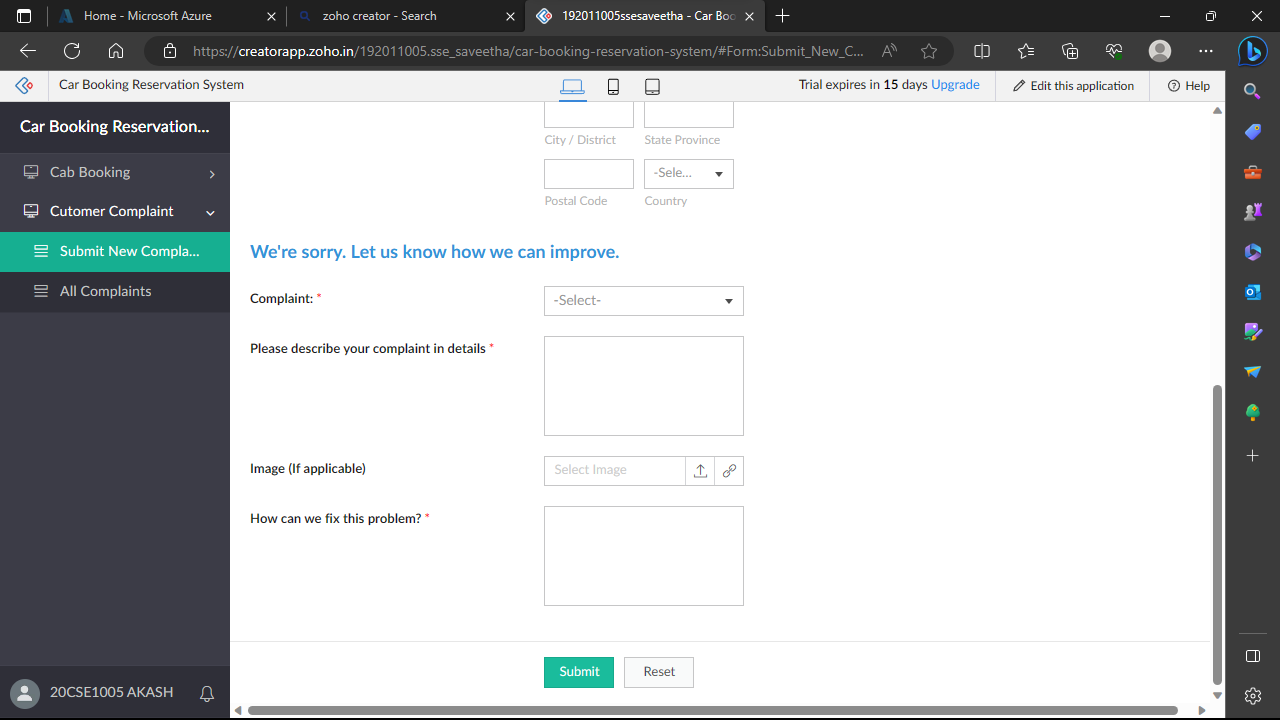 Home - Microsoft Azure
zoho creator - Search
192011005ssesaveetha - Car Boo
https://creatorapp.zoho.in/192011005.sse_saveetha/car-booking-reservation-system/#Form:Submit_New_C...
Car Booking Reservation System
Trial expires in 15 days Upgrade
Edit this application
Help
Car Booking Reservation...
Cab Booking
Cutomer Complaint
Submit New Compla...
All Complaints
20CSE1005 AKASH
City / District
State Province
-Sele...
Postal Code
Country
We're sorry. Let us know how we can improve.
Complaint: *
-Select-
Please describe your complaint in details *
Image (If applicable)
Select Image
How can we fix this problem? *
Submit
Reset